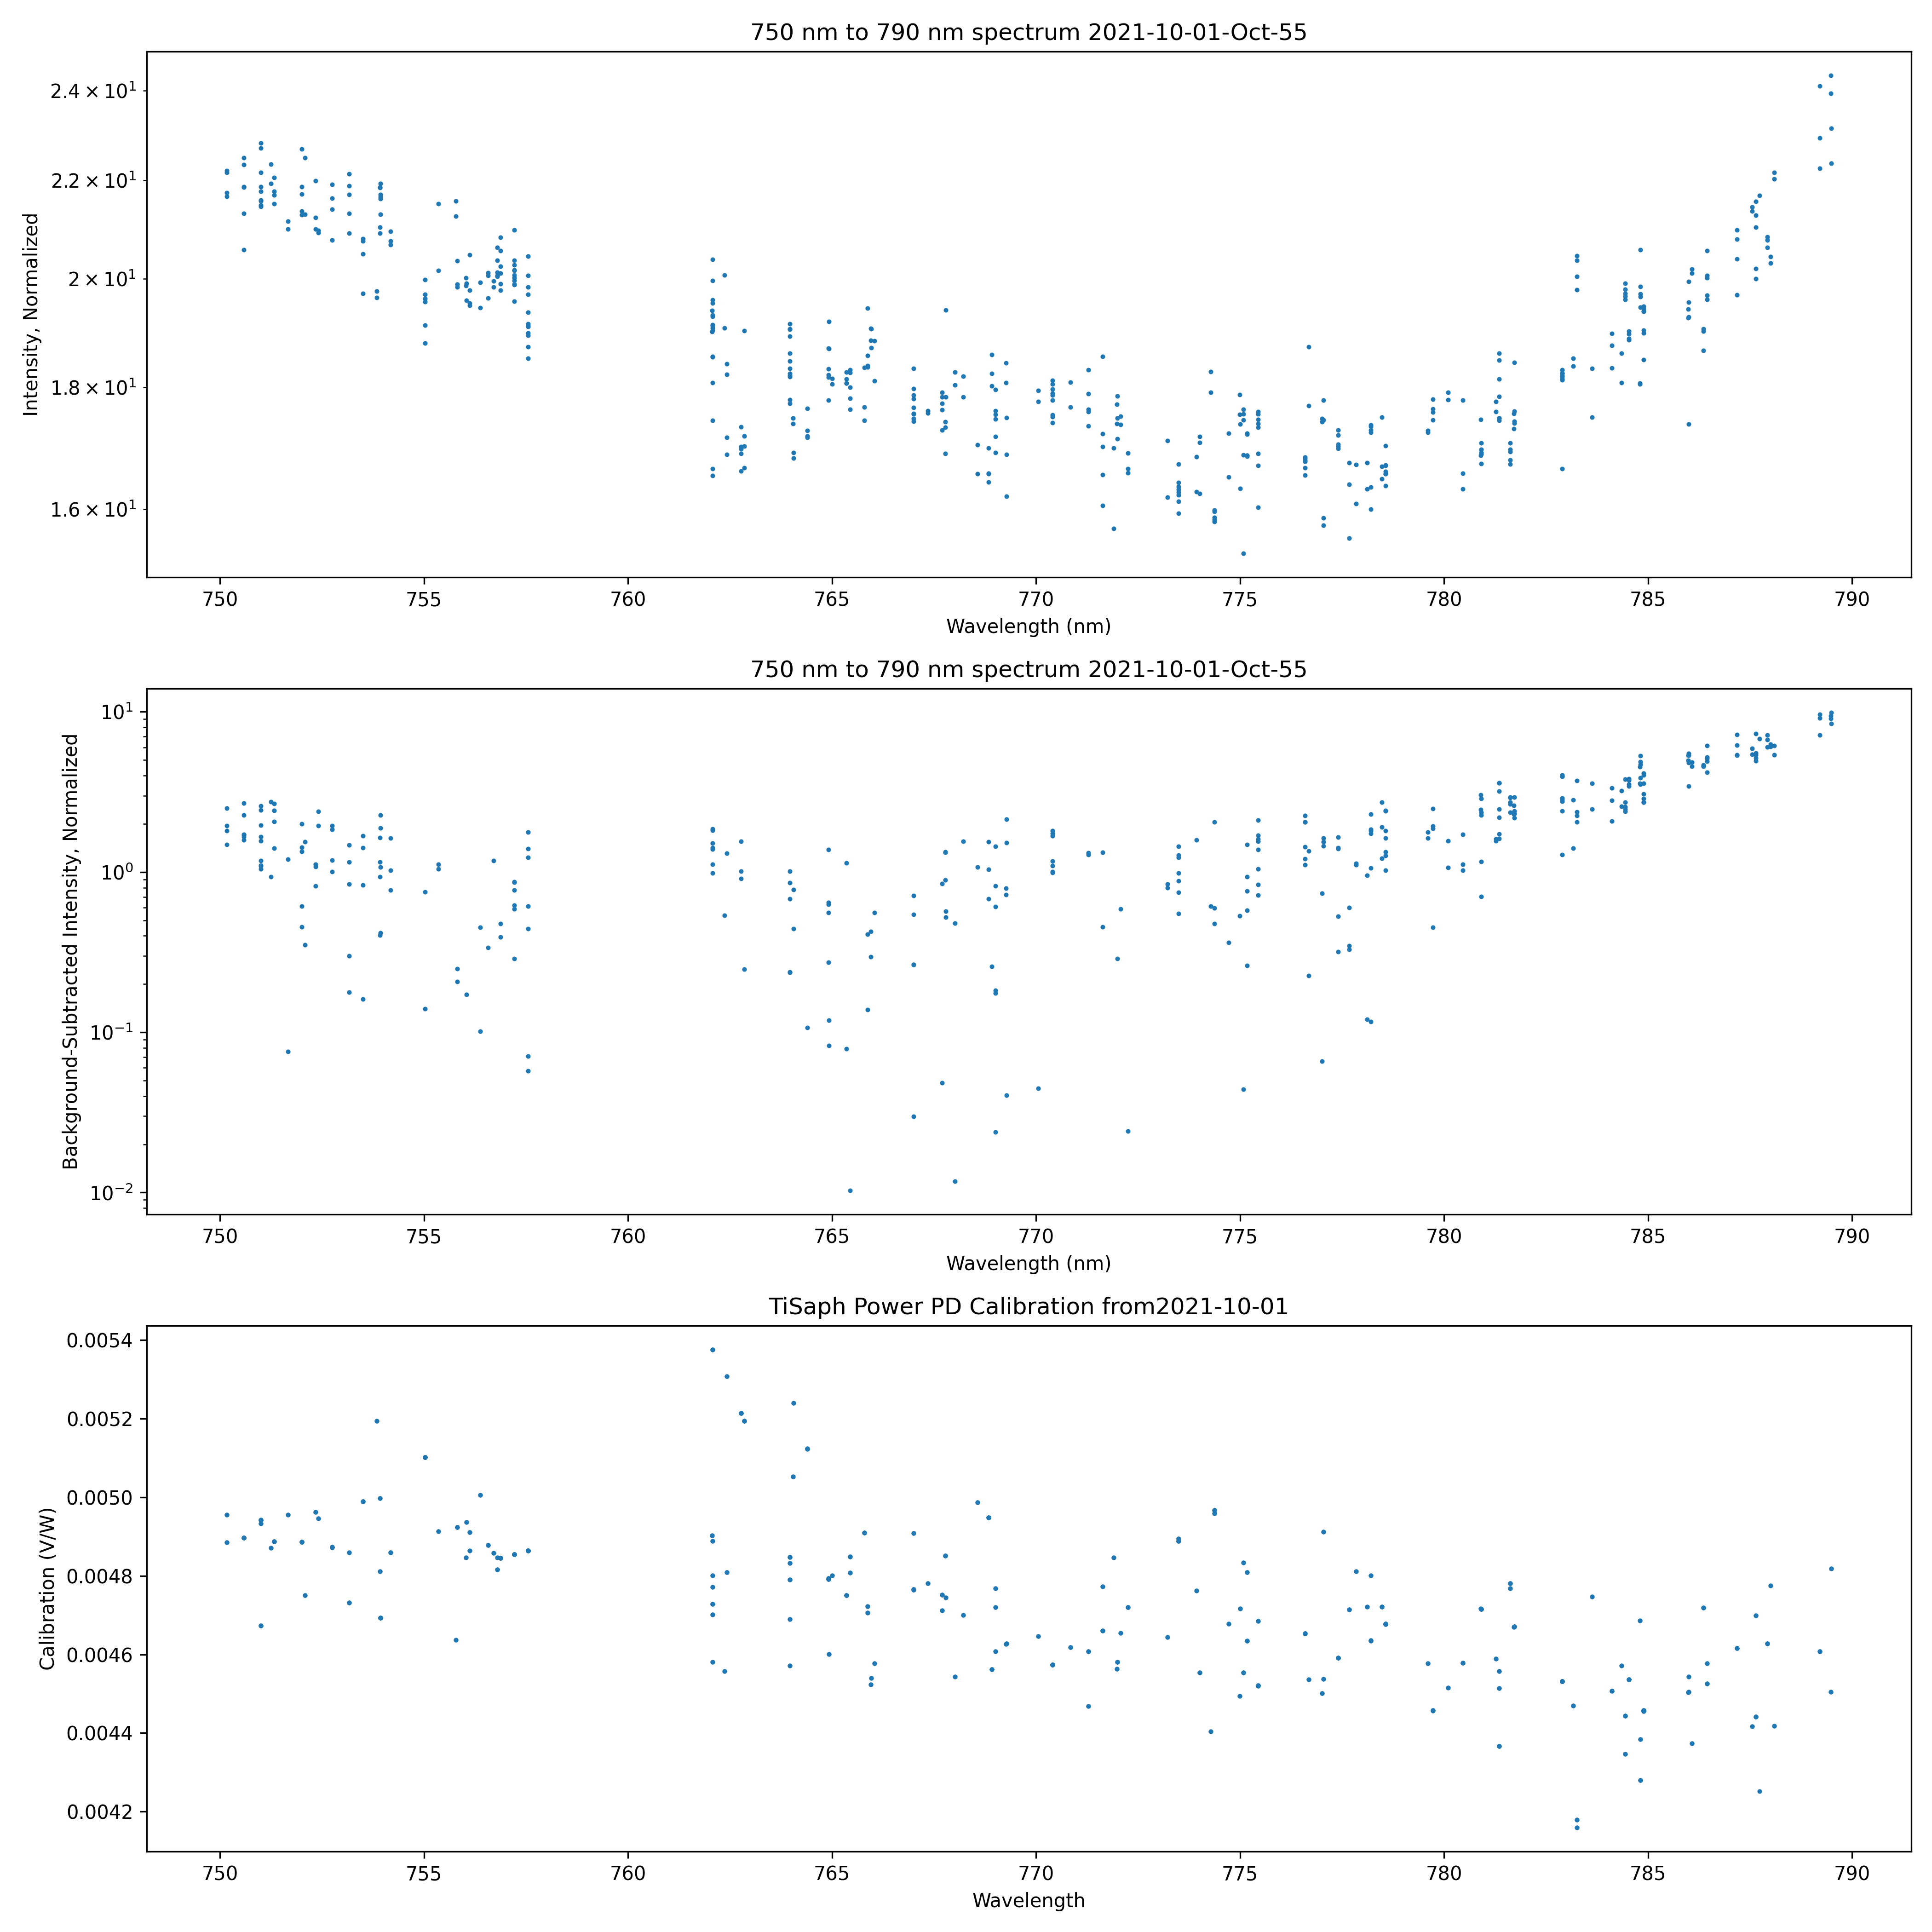 750 nm to 790 nm spectrum 2021-10-01-Oct-55
Intensity, Normalized
2.4 × 10¹
2.2 × 10¹
2 × 10¹
1.8 × 10¹
1.6 × 10¹
750 755 760 765 770 775 780 785 790
Wavelength (nm)
750 nm to 790 nm spectrum 2021-10-01-Oct-55
Background-Subtracted Intensity, Normalized
10¹
10⁰
10⁻¹
10⁻²
750 755 760 765 770 775 780 785 790
Wavelength (nm)
TiSaph Power PD Calibration from2021-10-01
Calibration (V/W)
0.0054
0.0052
0.0050
0.0048
0.0046
0.0044
0.0042
750 755 760 765 770 775 780 785 790
Wavelength